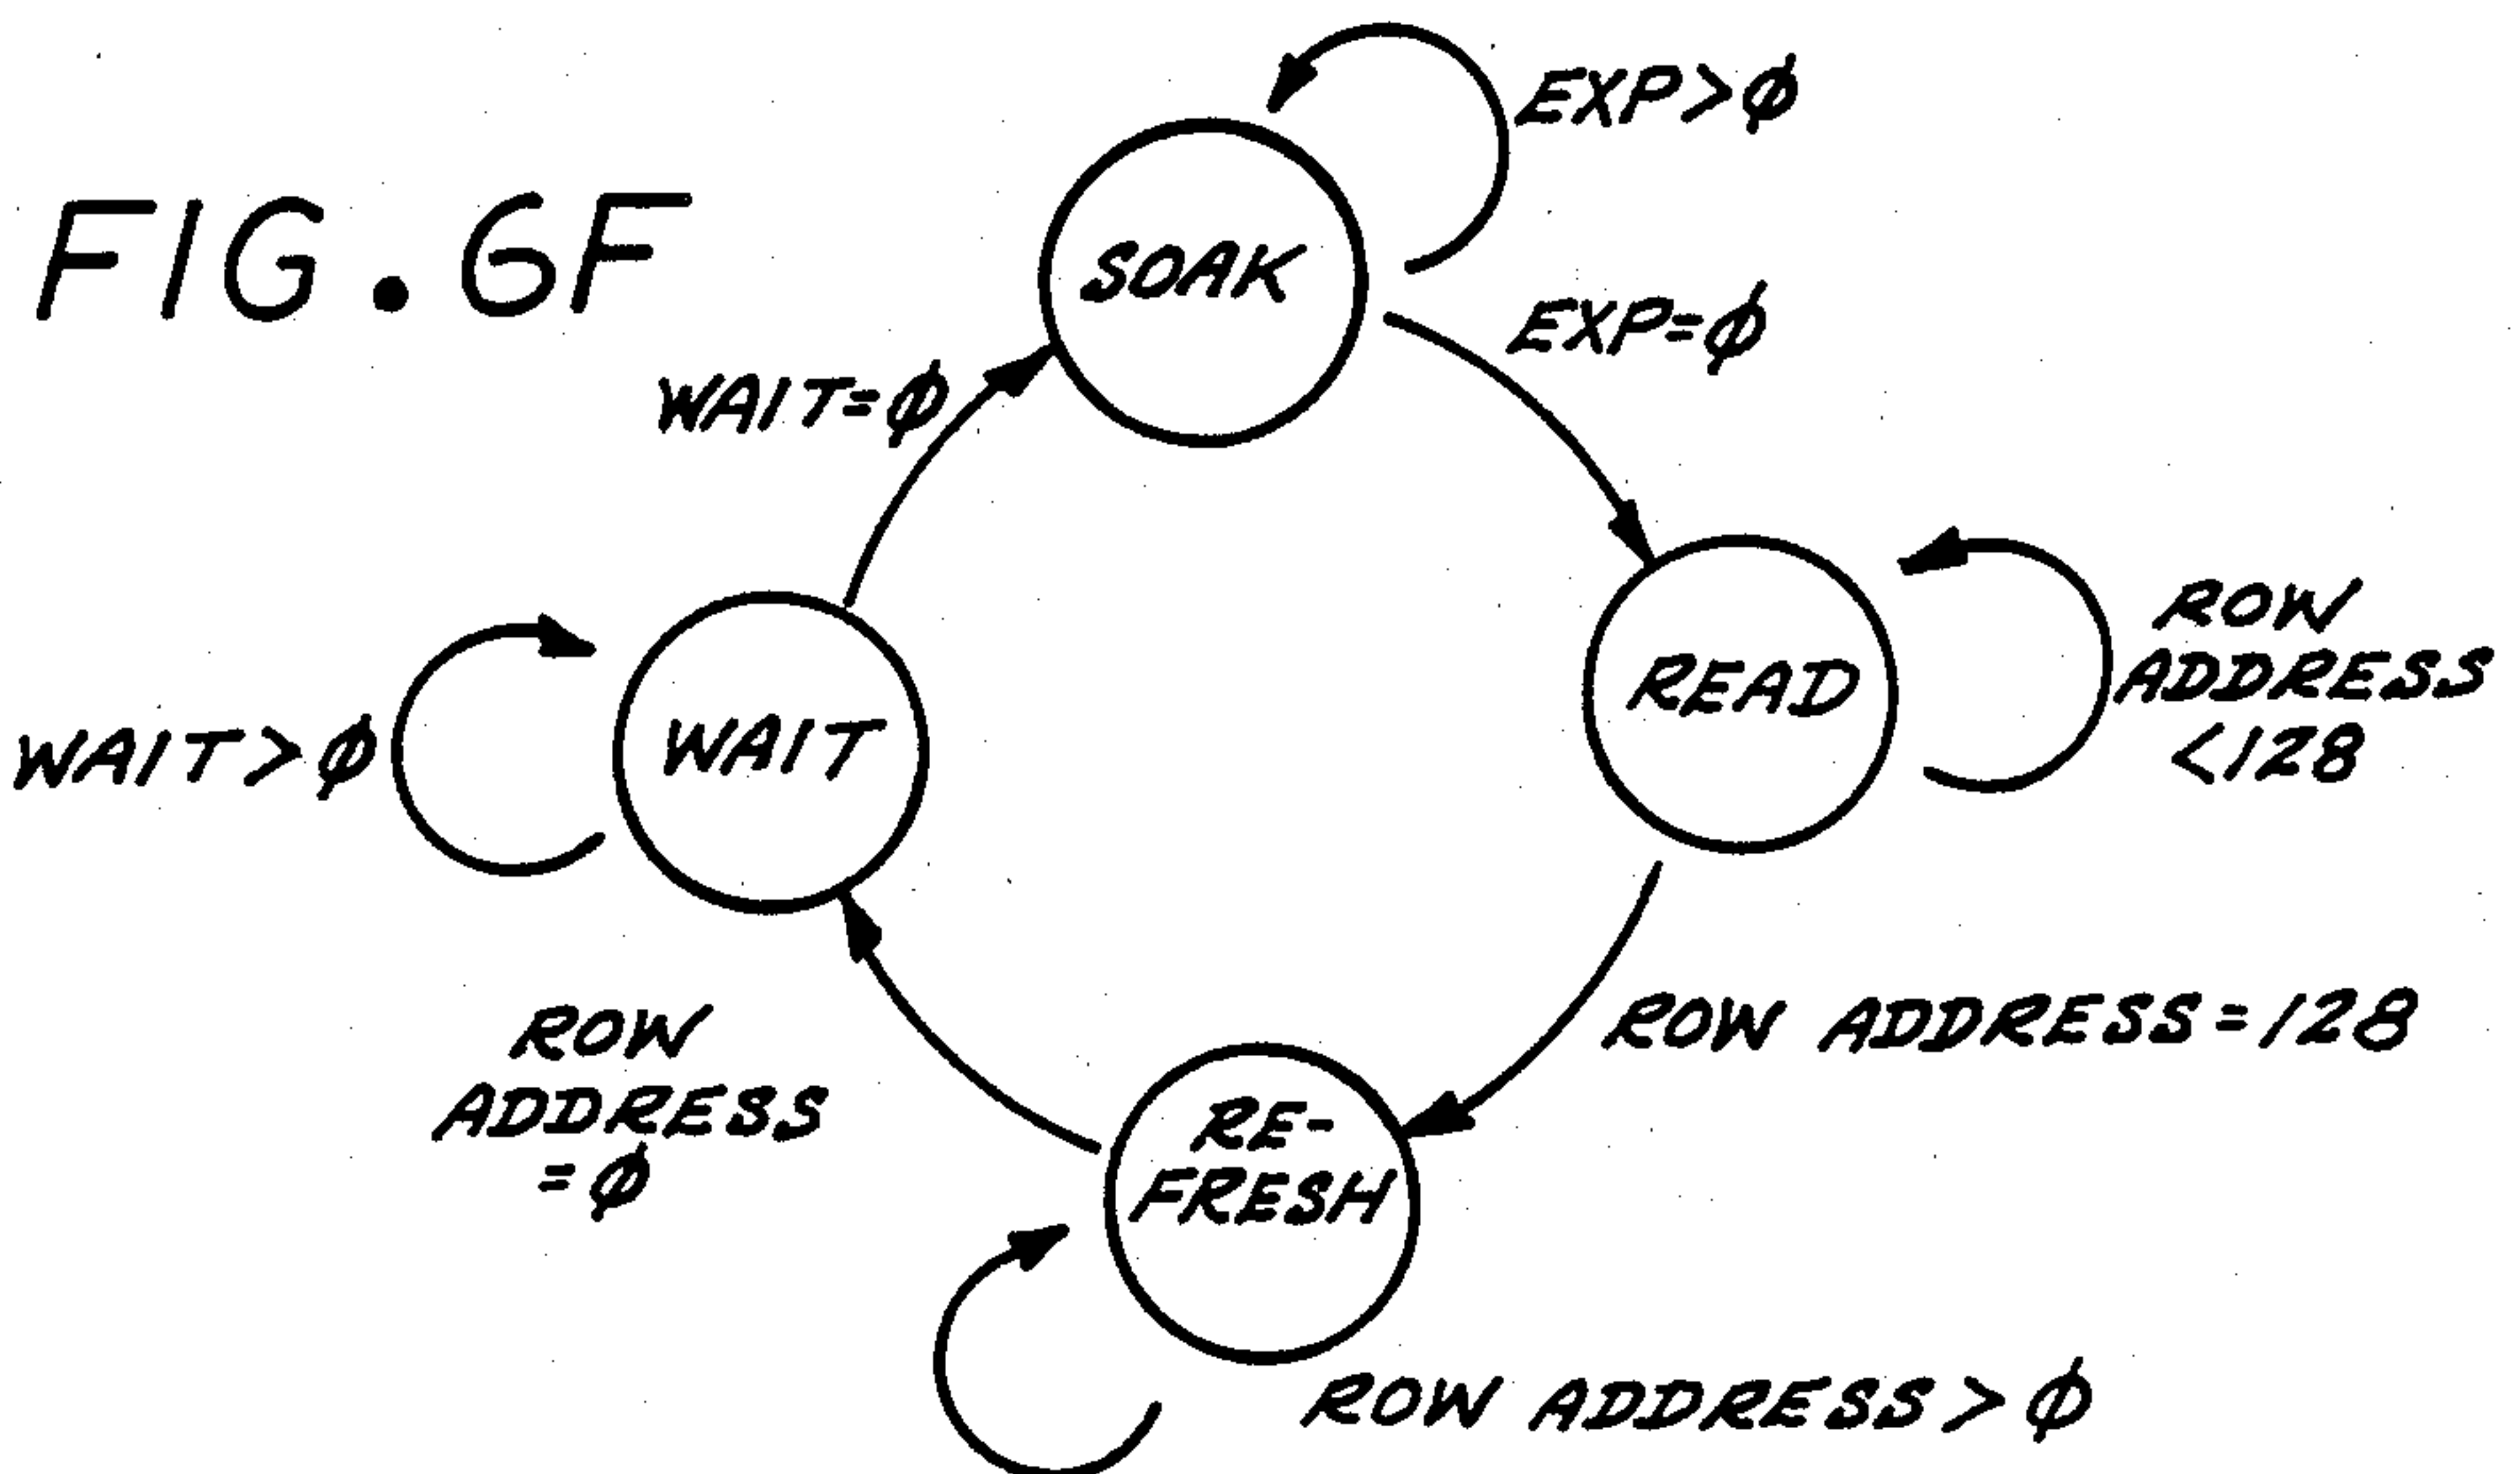 FIG. 6F
EXP>φ
SOAK
EXP=φ
WAIT=φ
ROW
ADDRESS
<128
READ
WAIT
WAIT>φ
ROW ADDRESS=128
ROW
ADDRESS
=φ
RE-
FRESH
ROW ADDRESS>φ